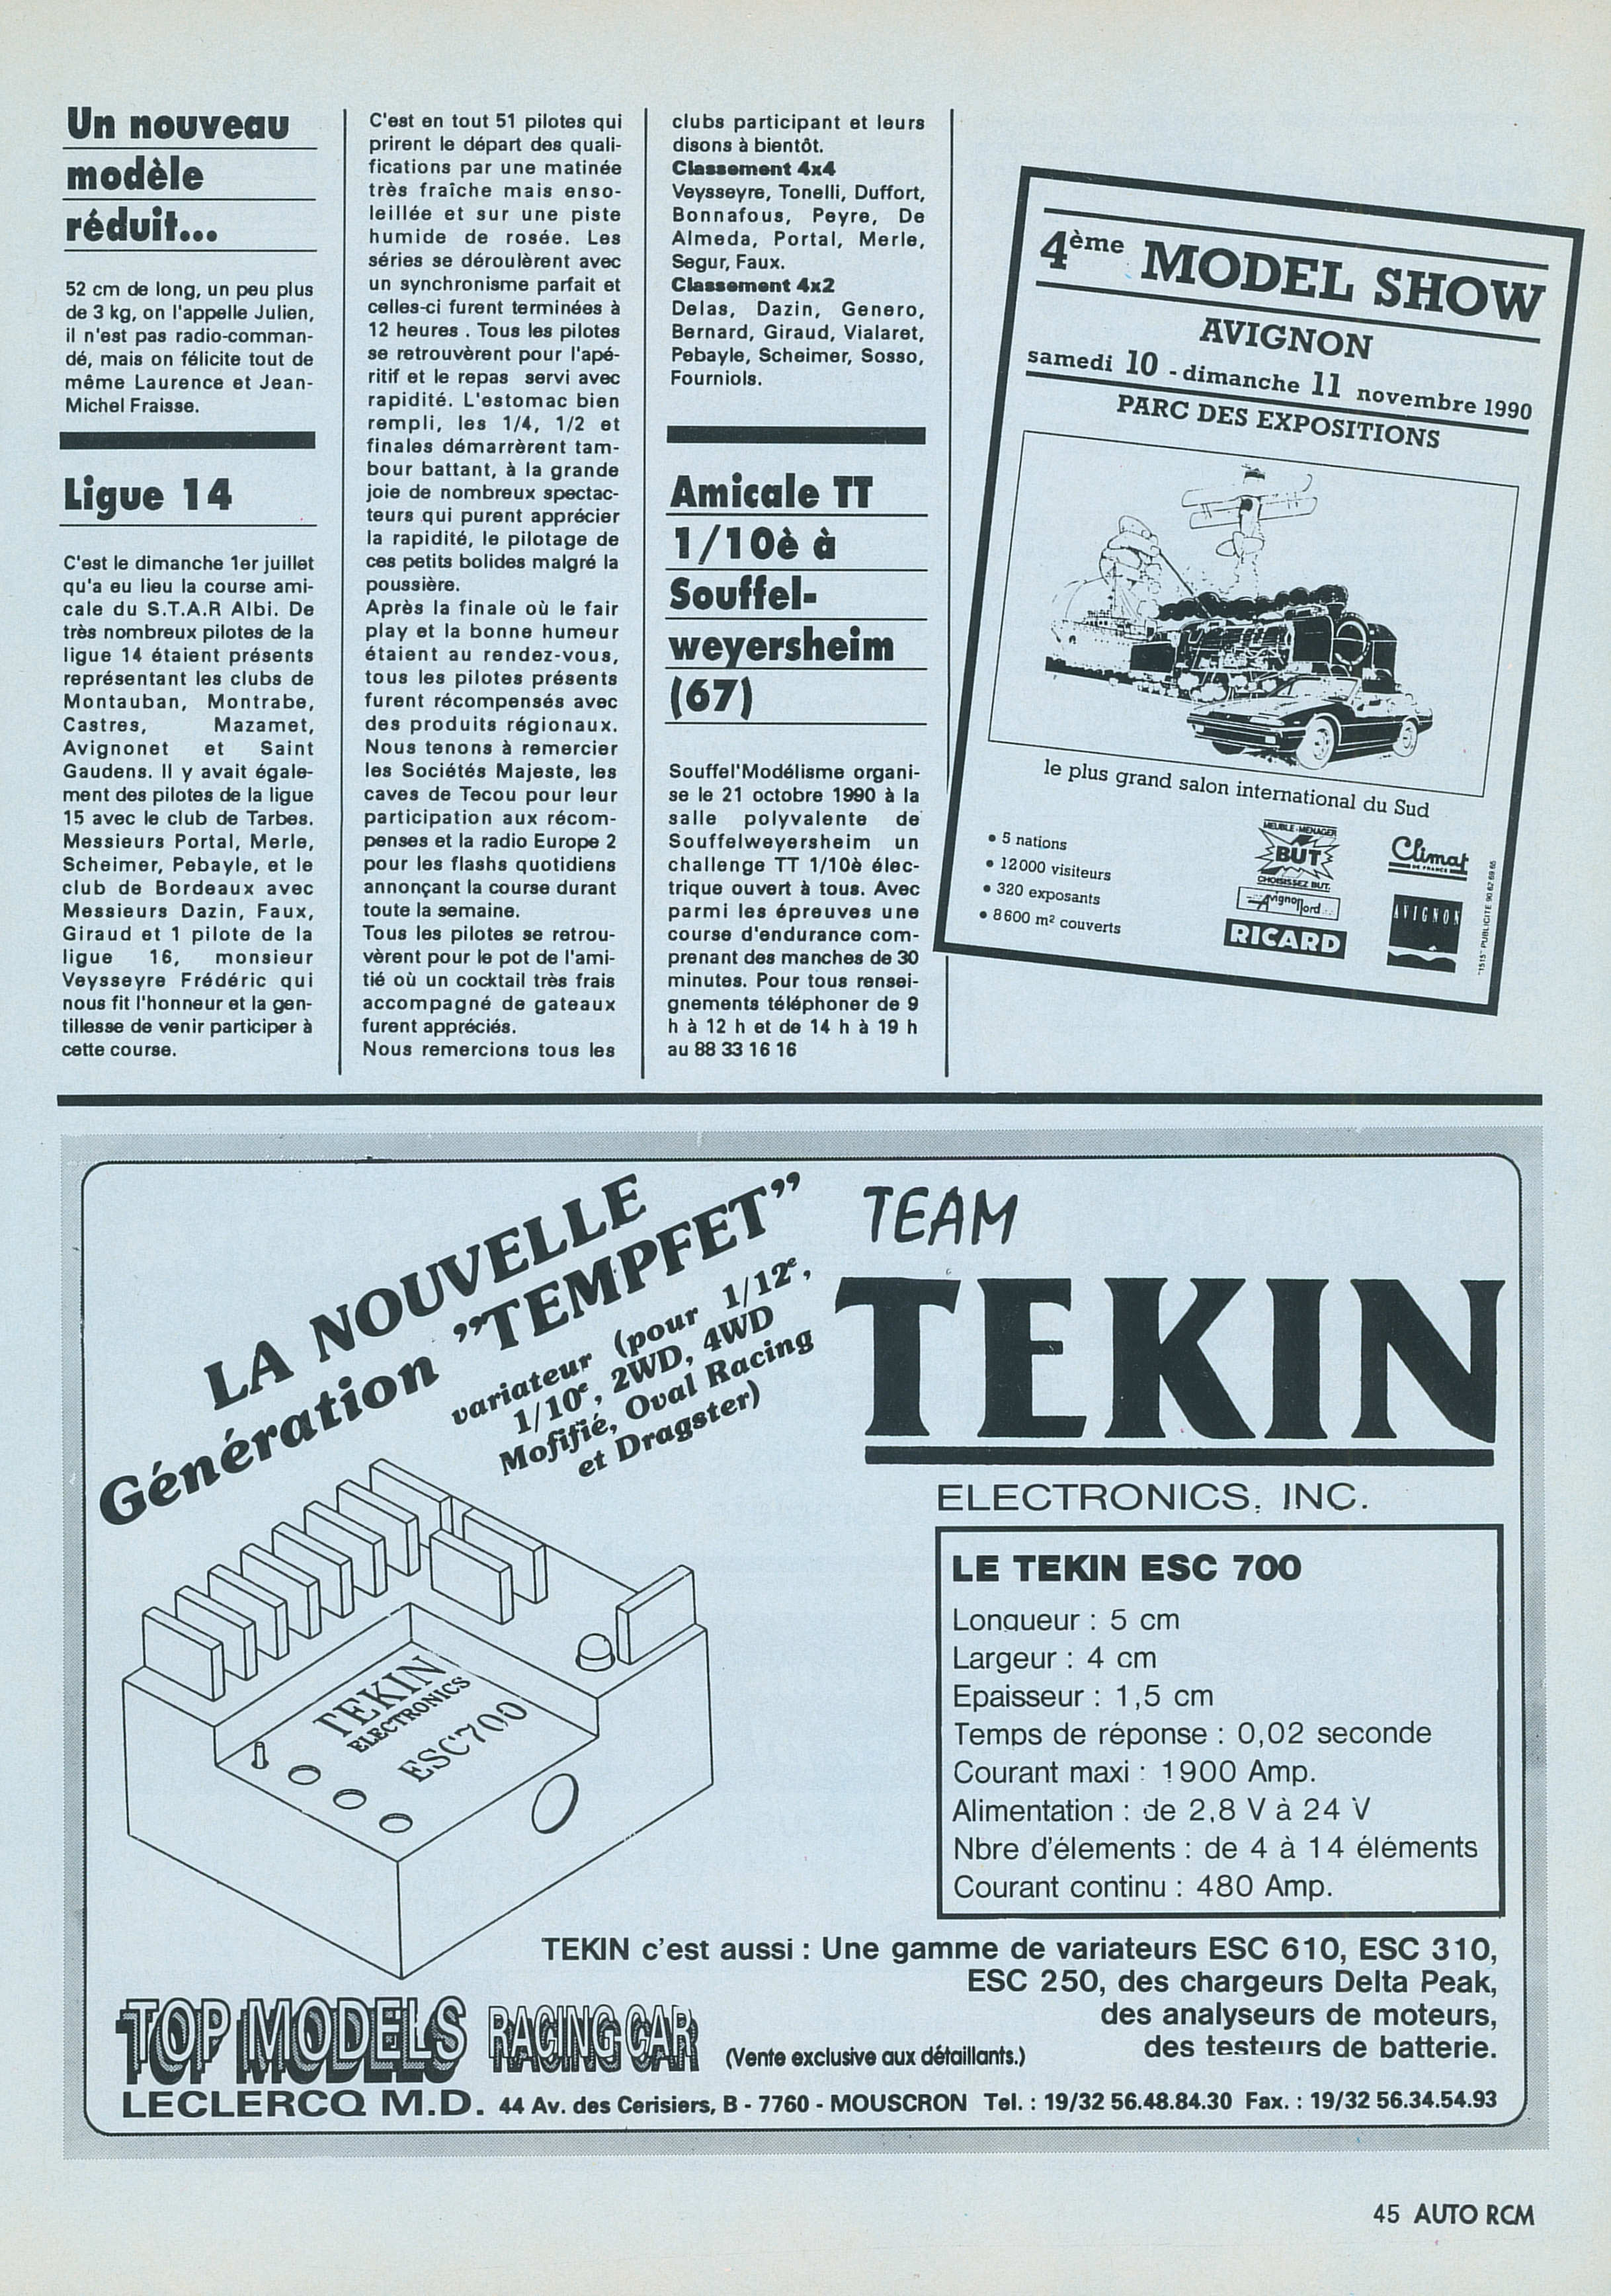 Un nouveau
modèle
réduit...
52 cm de long, un peu plus
de 3 kg, on l'appelle Julien,
il n'est pas radio-comman-
dé, mais on félicite tout de
même Laurence et Jean-
Michel Fraisse.
Ligue 14
C'est le dimanche 1er juillet
qu'a eu lieu la course ami-
cale du S.T.A.R Albi. De
très nombreux pilotes de la
ligue 14 étaient présents
représentant les clubs de
Montauban, Montrabe,
Castres, Mazamet,
Avignonet et Saint
Gaudens. Il y avait égale-
ment des pilotes de la ligue
15 avec le club de Tarbes.
Messieurs Portal, Merle,
Scheimer, Pebayle, et le
club de Bordeaux avec
Messieurs Dazin, Faux,
Giraud et 1 pilote de la
ligue 16, monsieur
Veysseyre Frédéric qui
nous fit l'honneur et la gen-
tillesse de venir participer à
cette course.
C'est en tout 51 pilotes qui
prirent le départ des quali-
fications par une matinée
très fraîche mais enso-
leillée et sur une piste
humide de rosée. Les
séries se déroulèrent avec
un synchronisme parfait et
celles-ci furent terminées à
12 heures . Tous les pilotes
se retrouvèrent pour l'apé-
ritif et le repas servi avec
rapidité. L'estomac bien
rempli, les 1/4, 1/2 et
finales démarrèrent tam-
bour battant, à la grande
joie de nombreux spectac-
teurs qui purent apprécier
la rapidité, le pilotage de
ces petits bolides malgré la
poussière.
Après la finale où le fair
play et la bonne humeur
étaient au rendez-vous,
tous les pilotes présents
furent récompensés avec
des produits régionaux.
Nous tenons à remercier
les Sociétés Majeste, les
caves de Tecou pour leur
participation aux récom-
penses et la radio Europe 2
pour les flashs quotidiens
annonçant la course durant
toute la semaine.
Tous les pilotes se retrou-
vèrent pour le pot de l'ami-
tié où un cocktail très frais
accompagné de gateaux
furent appréciés.
Nous remercions tous les
clubs participant et leurs
disons à bientôt.
Classement 4x4
Veysseyre, Tonelli, Duffort,
Bonnafous, Peyre, De
Almeda, Portal, Merle,
Segur, Faux.
Classement 4x2
Delas, Dazin, Genero,
Bernard, Giraud, Vialaret,
Pebayle, Scheimer, Sosso,
Fourniols.
Amicale TT
1/10è à
Souffel-
weyersheim
(67)
Souffel'Modélisme organi-
se le 21 octobre 1990 à la
salle polyvalente de
Souffelweyersheim un
challenge TT 1/10è élec-
trique ouvert à tous. Avec
parmi les épreuves une
course d'endurance com-
prenant des manches de 30
minutes. Pour tous rensei-
gnements téléphoner de 9
h à 12 h et de 14 h à 19 h
au 88 33 16 16
4ème MODEL SHOW
AVIGNON
samedi 10 - dimanche 11 novembre 1990
PARC DES EXPOSITIONS
le plus grand salon international du Sud
• 5 nations
• 12000 visiteurs
• 320 exposants
• 8600 m² couverts
MEUBLE-MENAGER
BUT
CHOISISSEZ BUT.
Avignon Nord
RICARD
Climat
DE FRANCE
AVIGNON
"1515" PUBLICITE 90.82.69.65
LA NOUVELLE
Génération "TEMPFET"
variateur (pour 1/12e,
1/10e, 2WD, 4WD
Mofifié, Oval Racing
et Dragster)
TEAM
TEKIN
ELECTRONICS, INC.
TEKIN
ELECTRONICS
ESC700
LE TEKIN ESC 700
Longueur : 5 cm
Largeur : 4 cm
Epaisseur : 1,5 cm
Temps de réponse : 0,02 seconde
Courant maxi : 1900 Amp.
Alimentation : de 2,8 V à 24 V
Nbre d'élements : de 4 à 14 éléments
Courant continu : 480 Amp.
TEKIN c'est aussi : Une gamme de variateurs ESC 610, ESC 310,
ESC 250, des chargeurs Delta Peak,
des analyseurs de moteurs,
des testeurs de batterie.
TOP MODELS RACING CAR (Vente exclusive aux détaillants.)
LECLERCQ M.D. 44 Av. des Cerisiers, B - 7760 - MOUSCRON Tel. : 19/32 56.48.84.30 Fax. : 19/32 56.34.54.93
45 AUTO RCM